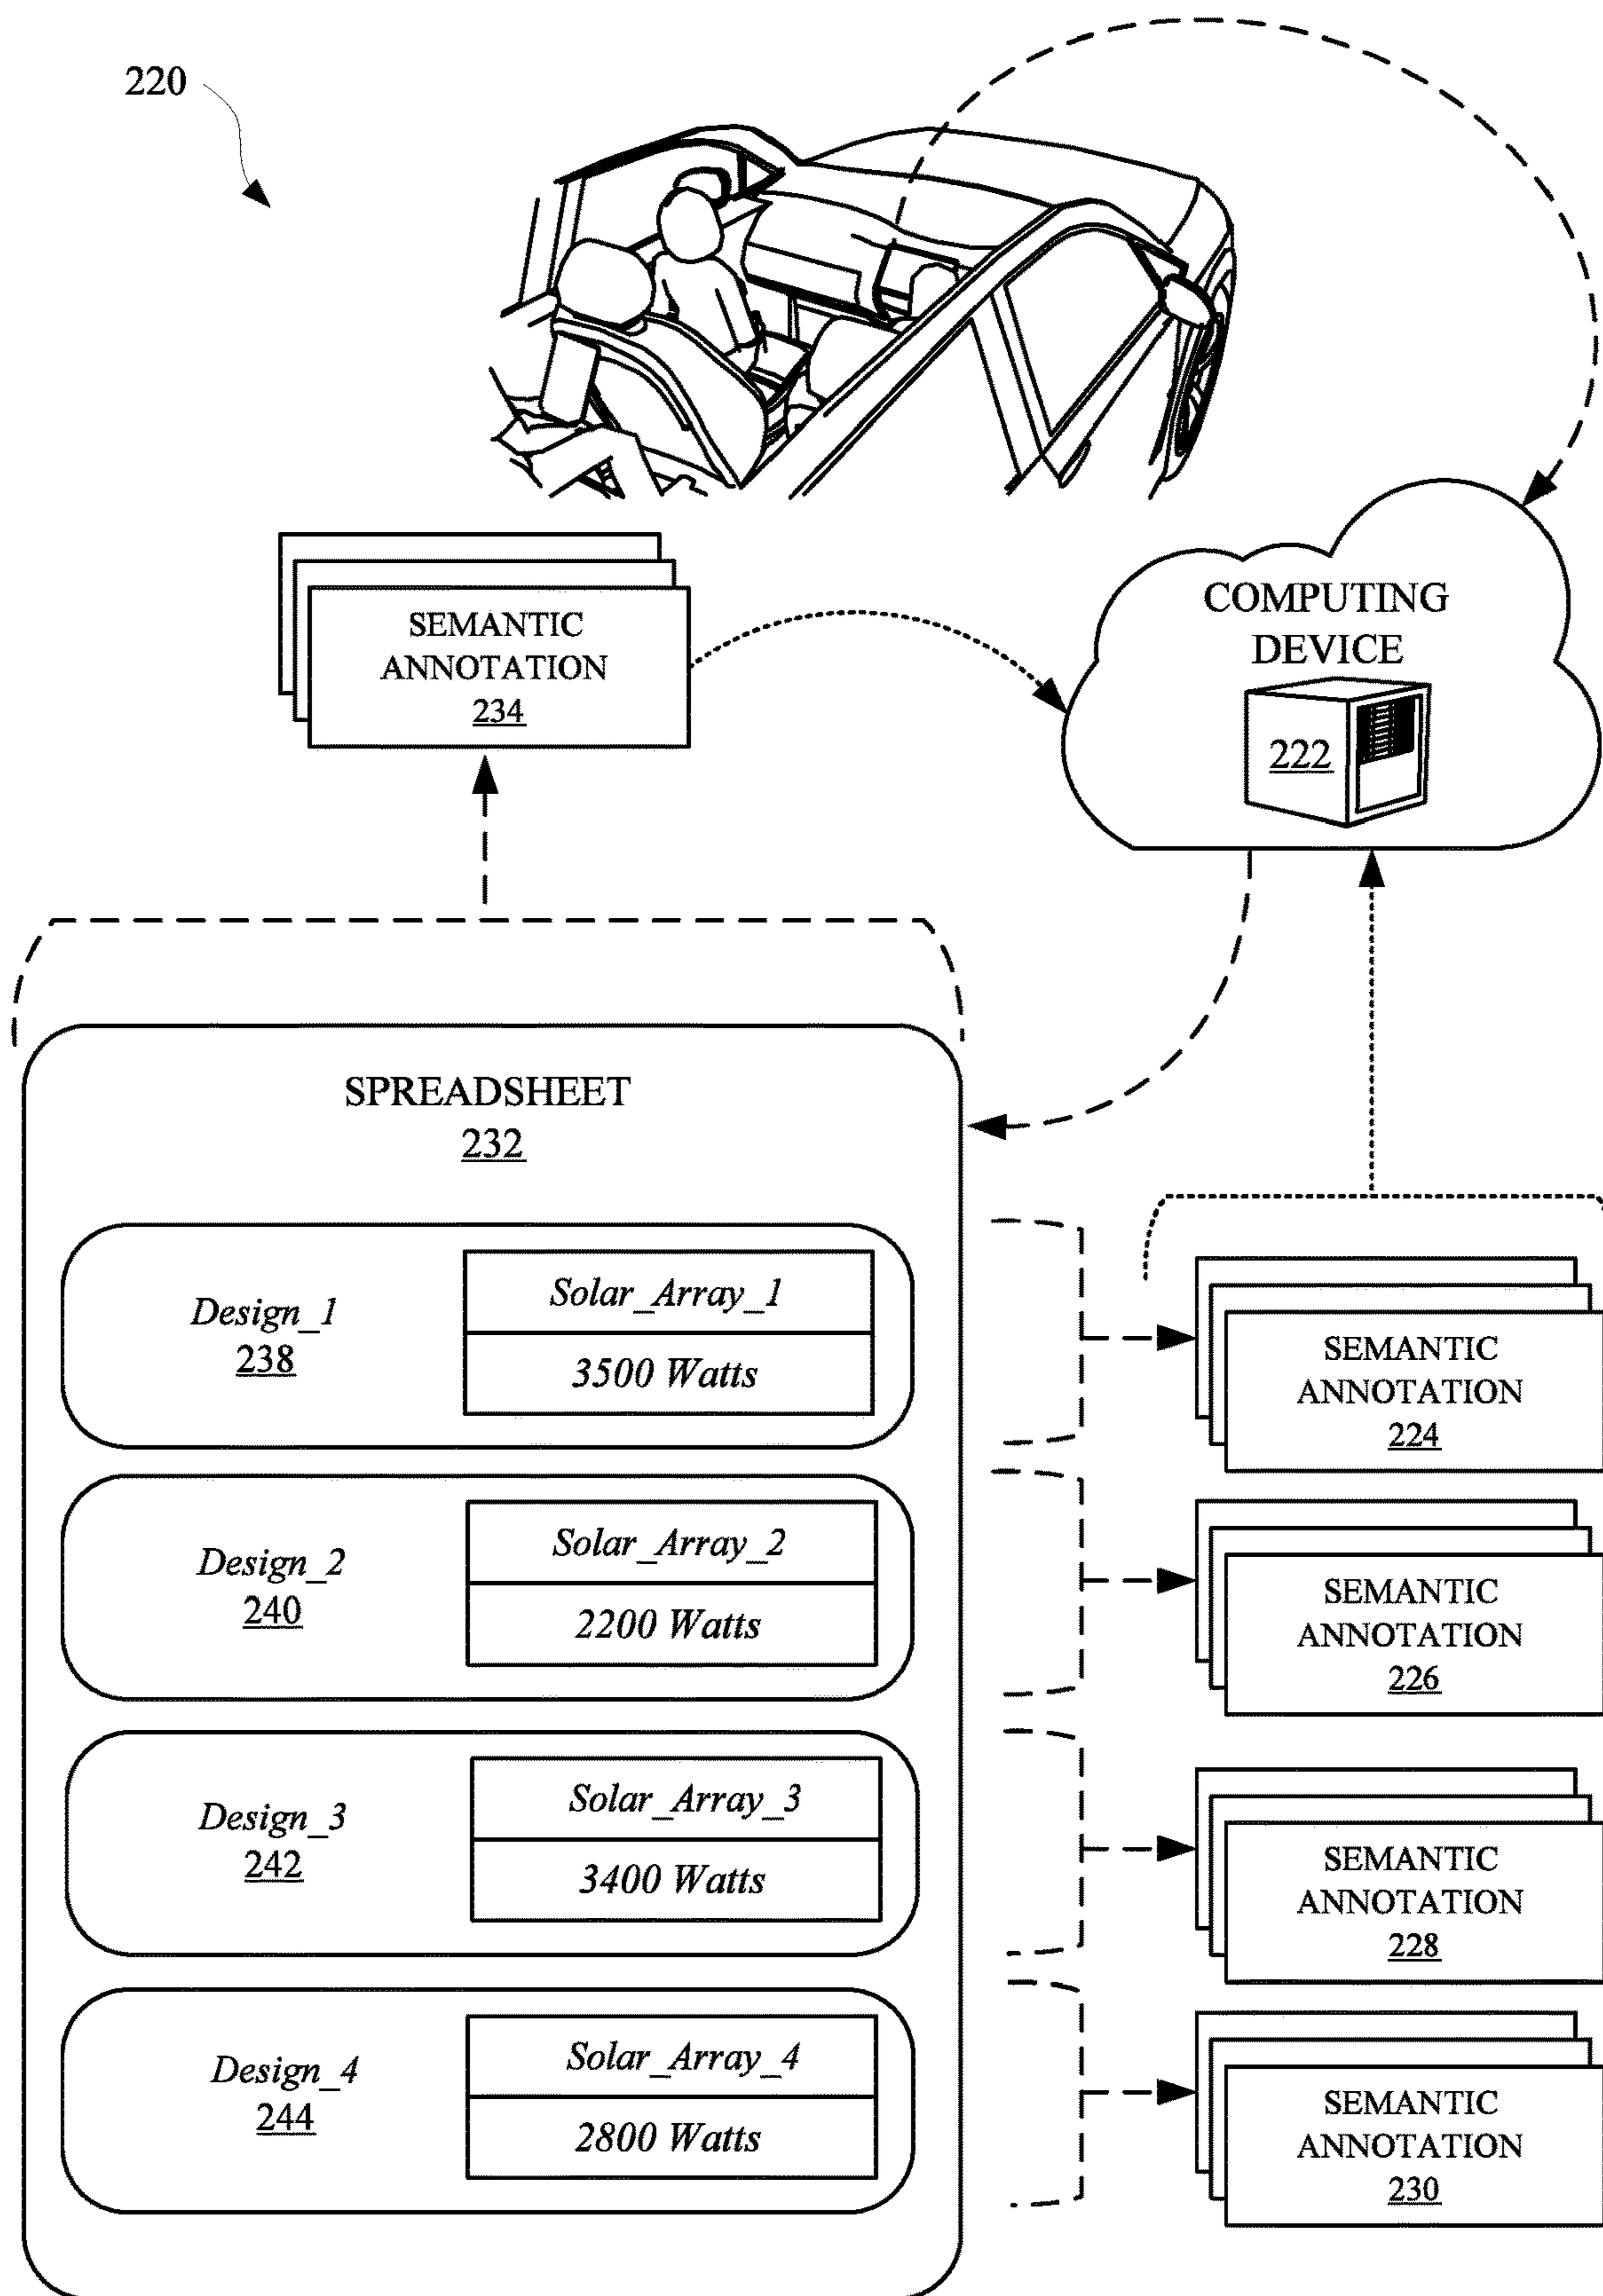 220
SEMANTIC
ANNOTATION
234
COMPUTING
DEVICE
222
SPREADSHEET
232
Design_1
238
Solar_Array_1
3500 Watts
SEMANTIC
ANNOTATION
224
Design_2
240
Solar_Array_2
2200 Watts
SEMANTIC
ANNOTATION
226
Design_3
242
Solar_Array_3
3400 Watts
SEMANTIC
ANNOTATION
228
Design_4
244
Solar_Array_4
2800 Watts
SEMANTIC
ANNOTATION
230